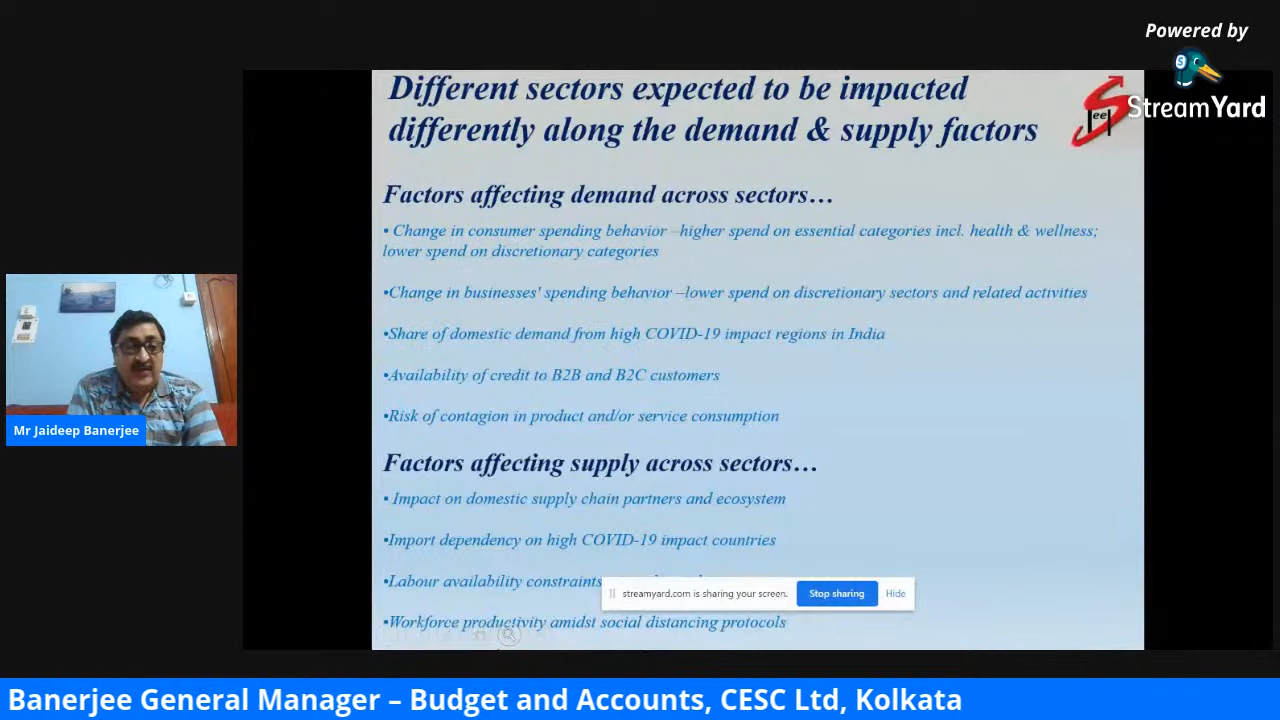 Powered by
StreamYard
Different sectors expected to be impacted
differently along the demand & supply factors
ee
Factors affecting demand across sectors…
• Change in consumer spending behavior –higher spend on essential categories incl. health & wellness;
lower spend on discretionary categories
•Change in businesses' spending behavior –lower spend on discretionary sectors and related activities
•Share of domestic demand from high COVID-19 impact regions in India
•Availability of credit to B2B and B2C customers
•Risk of contagion in product and/or service consumption
Factors affecting supply across sectors…
• Impact on domestic supply chain partners and ecosystem
•Import dependency on high COVID-19 impact countries
•Labour availability constraints
streamyard.com is sharing your screen.
Stop sharing
Hide
•Workforce productivity amidst social distancing protocols
Mr Jaideep Banerjee
Banerjee General Manager – Budget and Accounts, CESC Ltd, Kolkata